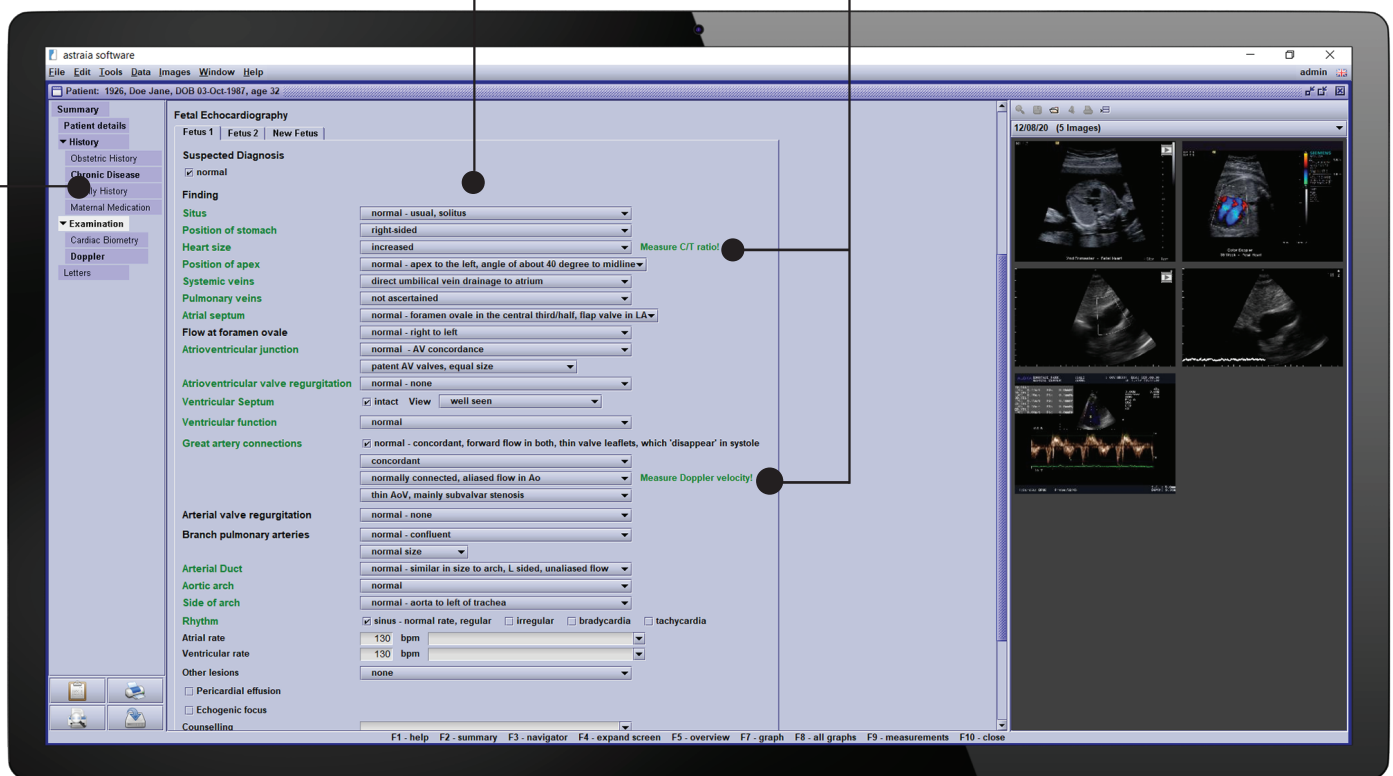 astraia software
File Edit Tools Data Images Window Help
admin
Patient: 1926, Doe Jane, DOB 03-Oct-1987, age 32
Summary
Patient details
History
Obstetric History
Chronic Disease
History
Maternal Medication
Examination
Cardiac Biometry
Doppler
Letters
Fetal Echocardiography
Fetus 1 Fetus 2 New Fetus
Suspected Diagnosis
normal
Finding
Situs normal - usual, solitus
Position of stomach right-sided
Heart size increased Measure C/T ratio!
Position of apex normal - apex to the left, angle of about 40 degree to midline
Systemic veins direct umbilical vein drainage to atrium
Pulmonary veins not ascertained
Atrial septum normal - foramen ovale in the central third/half, flap valve in LA
Flow at foramen ovale normal - right to left
Atrioventricular junction normal - AV concordance
patent AV valves, equal size
Atrioventricular valve regurgitation normal - none
Ventricular Septum intact View well seen
Ventricular function normal
Great artery connections normal - concordant, forward flow in both, thin valve leaflets, which 'disappear' in systole
concordant
normally connected, aliased flow in Ao Measure Doppler velocity!
thin AoV, mainly subvalvar stenosis
Arterial valve regurgitation normal - none
Branch pulmonary arteries normal - confluent
normal size
Arterial Duct normal - similar in size to arch, L sided, unaliased flow
Aortic arch normal
Side of arch normal - aorta to left of trachea
Rhythm sinus - normal rate, regular irregular bradycardia tachycardia
Atrial rate 130 bpm
Ventricular rate 130 bpm
Other lesions none
Pericardial effusion
Echogenic focus
Counselling
12/08/20 (5 Images)
SIEMENS
Color Doppler
F1 - help F2 - summary F3 - navigator F4 - expand screen F5 - overview F7 - graph F8 - all graphs F9 - measurements F10 - close